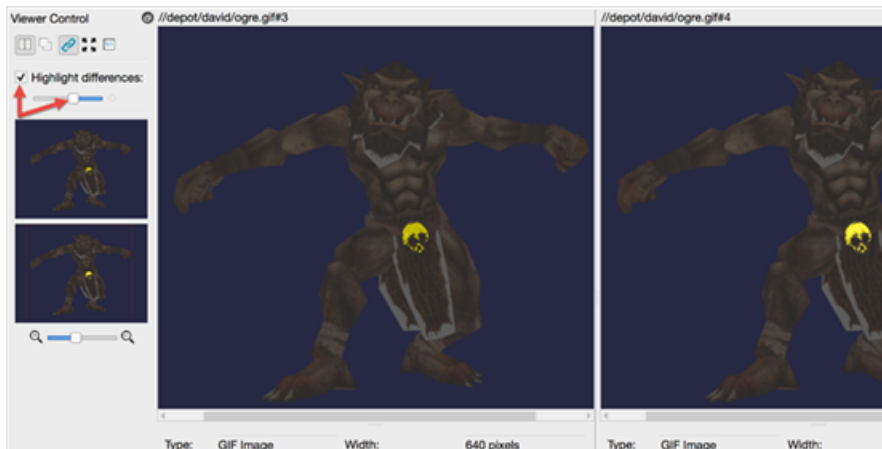 Viewer Control
//depot/david/ogre.gif#3
//depot/david/ogre.gif#4
Highlight differences:
Type: GIF Image Width: 640 pixels
Type: GIF Image Width: